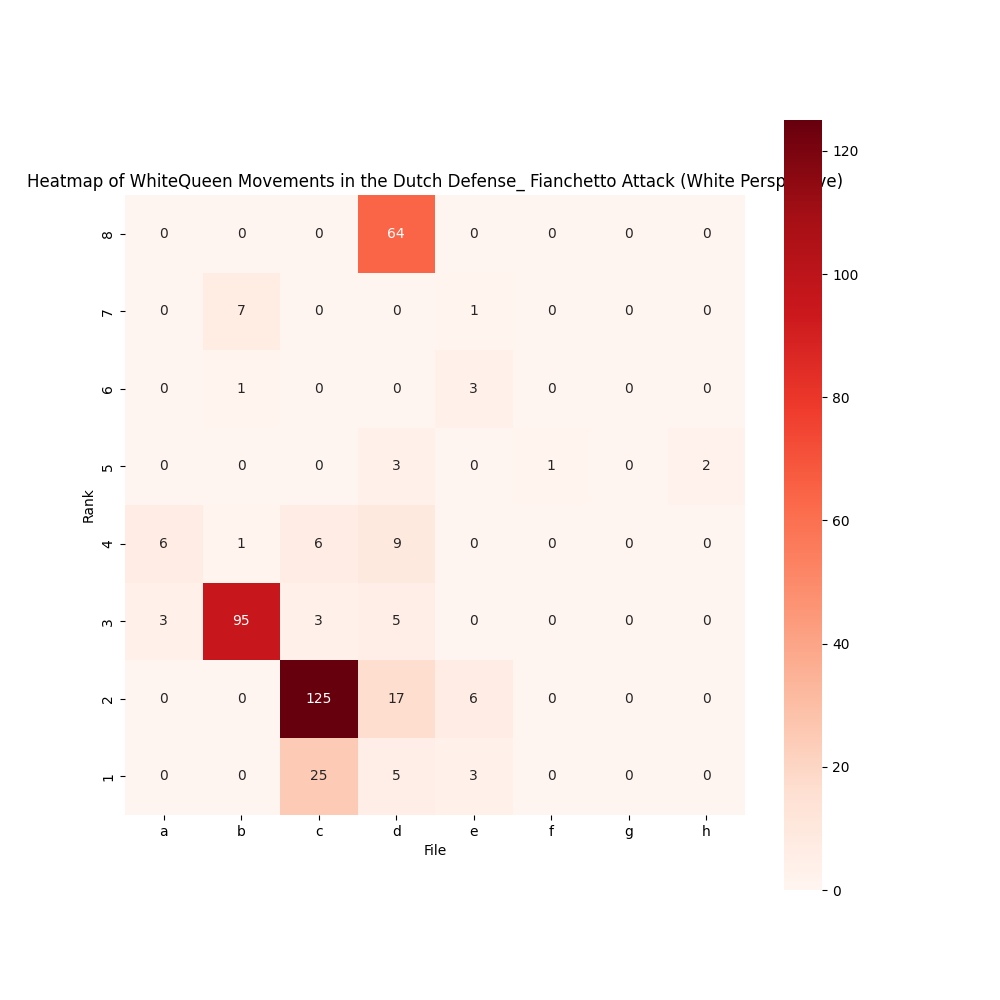 Heatmap of WhiteQueen Movements in the Dutch Defense_ Fianchetto Attack (White Perspective)
8 0 0 0 64 0 0 0 0
7 0 7 0 0 1 0 0 0
6 0 1 0 0 3 0 0 0
5 0 0 0 3 0 1 0 2
4 6 1 6 9 0 0 0 0
3 3 95 3 5 0 0 0 0
2 0 0 125 17 6 0 0 0
1 0 0 25 5 3 0 0 0
a b c d e f g h
File
Rank
120
100
80
60
40
20
0